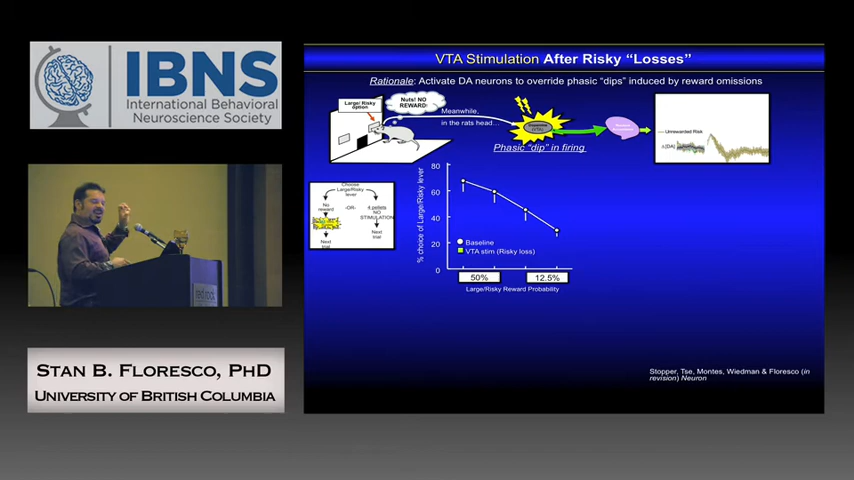 IBNS
International Behavioral
Neuroscience Society
STAN B. FLORESCO, PHD
UNIVERSITY OF BRITISH COLUMBIA
VTA Stimulation After Risky “Losses”
Rationale: Activate DA neurons to override phasic “dips” induced by reward omissions
Large/ Risky
option
Nuts! NO
REWARD!
Meanwhile,
in the rats head…
(VTA)
Phasic “dip” in firing
Unrewarded Risk
Δ[DA]
Choose
Large/Risky
lever
No
reward
-OR-
4 pellets
NO
STIMULATION
Next
trial
Next
trial
% choice of Large/Risky lever
80
60
40
20
0
Baseline
VTA stim (Risky loss)
50%
12.5%
Large/Risky Reward Probability
Stopper, Tse, Montes, Wiedman & Floresco (in
revision) Neuron